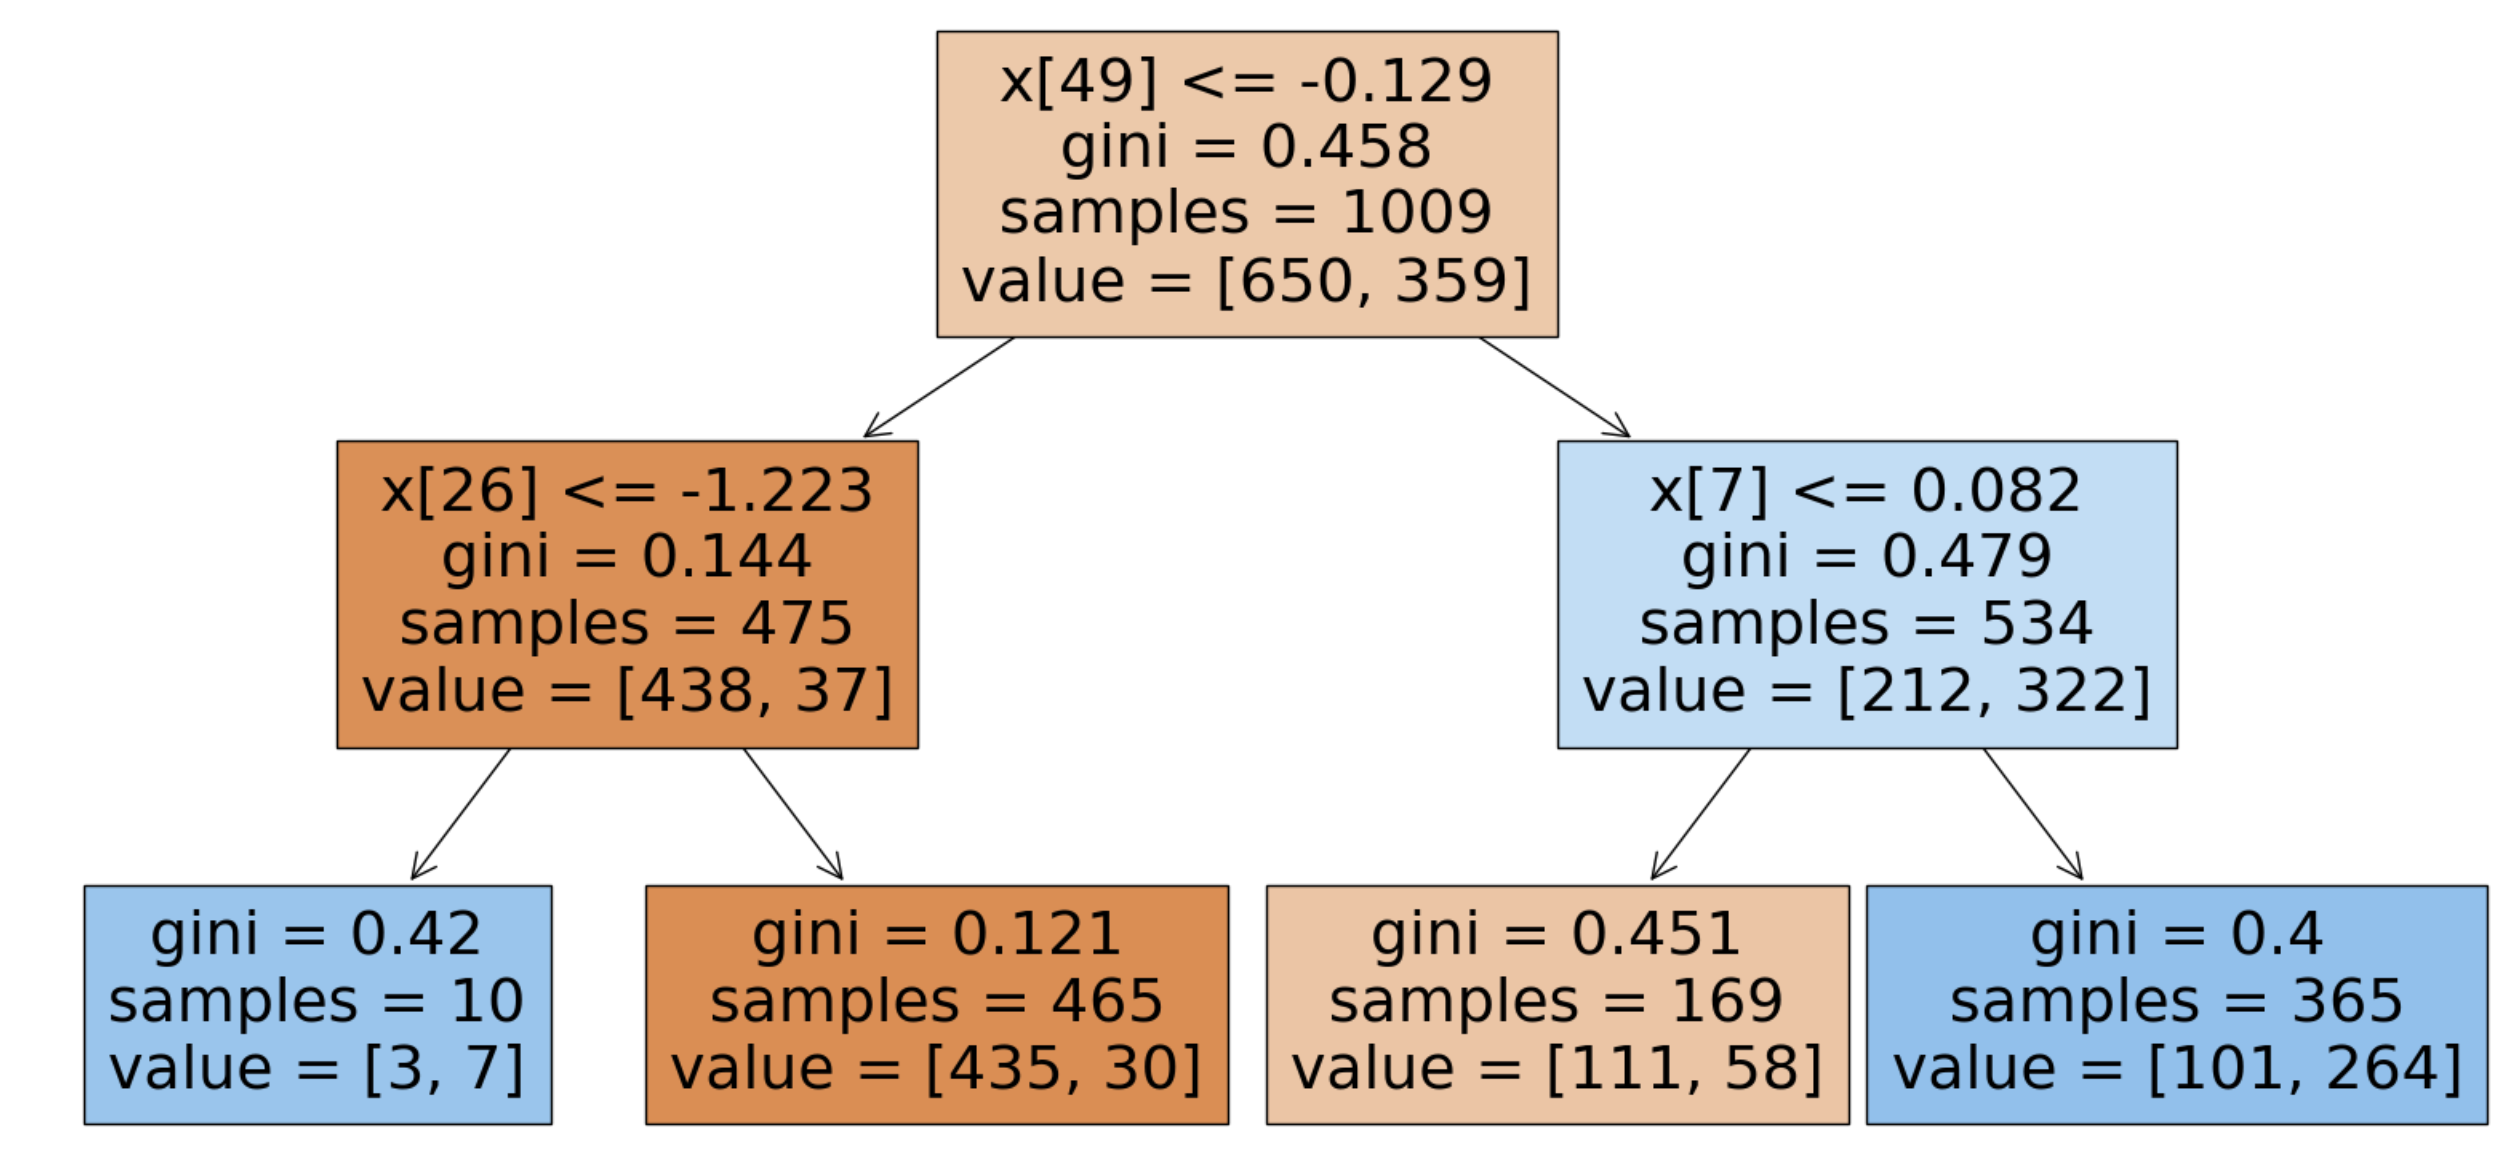 x[49] <= -0.129
gini = 0.458
samples = 1009
value = [650, 359]
x[26] <= -1.223
gini = 0.144
samples = 475
value = [438, 37]
x[7] <= 0.082
gini = 0.479
samples = 534
value = [212, 322]
gini = 0.42
samples = 10
value = [3, 7]
gini = 0.121
samples = 465
value = [435, 30]
gini = 0.451
samples = 169
value = [111, 58]
gini = 0.4
samples = 365
value = [101, 264]